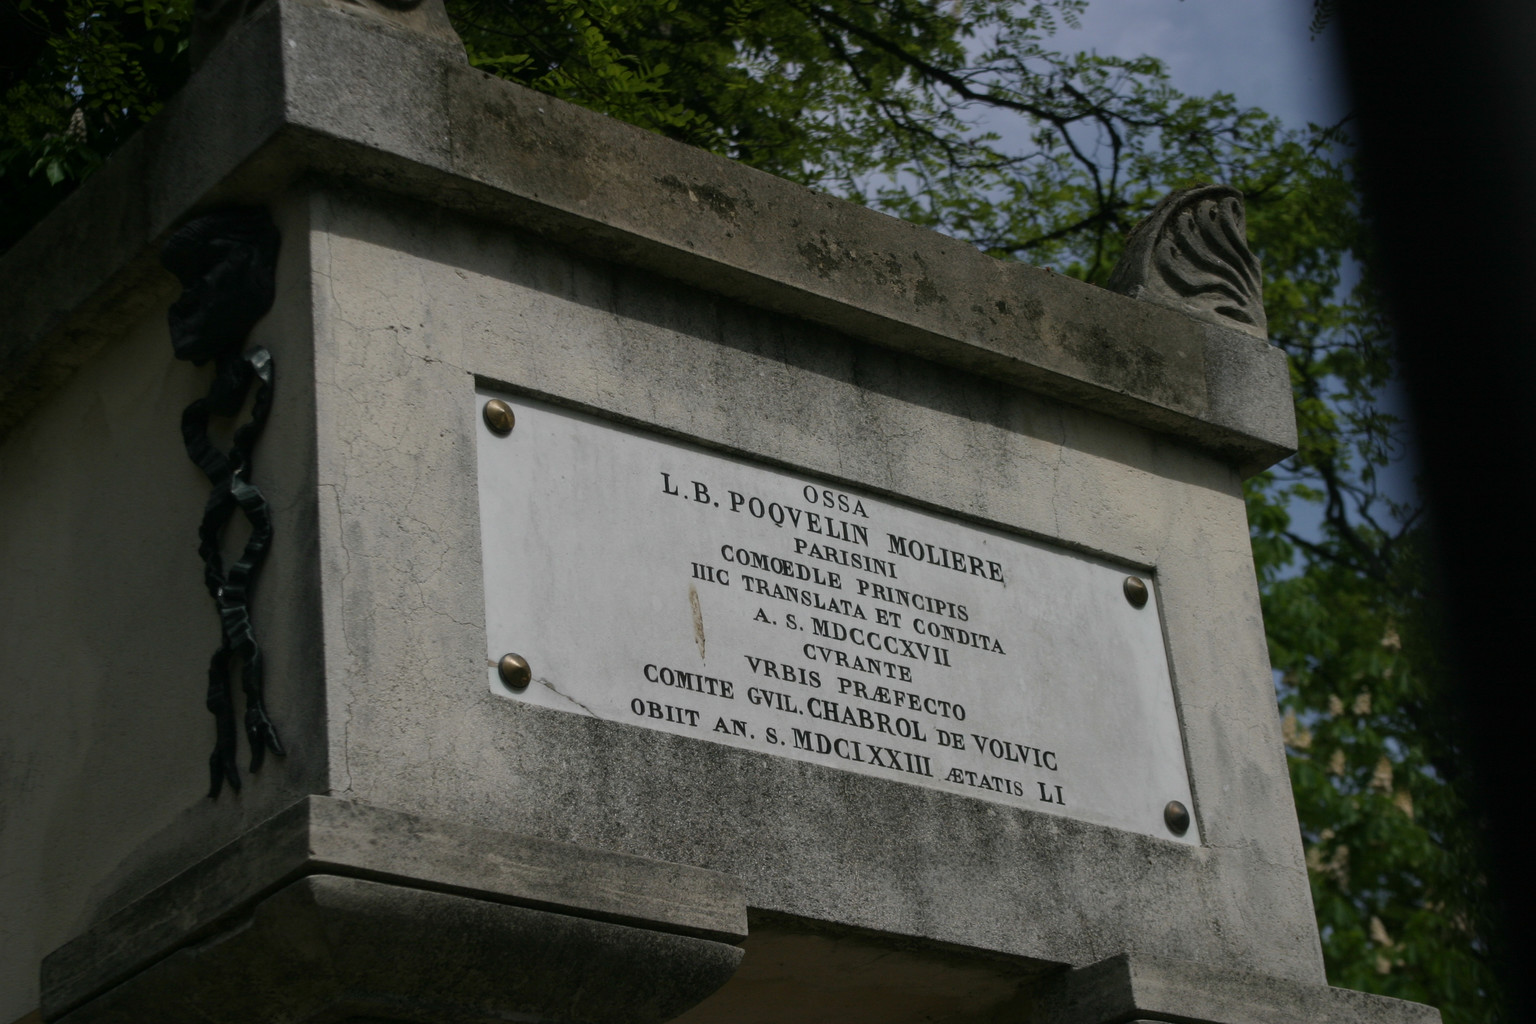 OSSA
L.B. POQVELIN MOLIERE
PARISINI
COMŒDLE PRINCIPIS
IIIC TRANSLATA ET CONDITA
A. S. MDCCCXVII
CVRANTE
VRBIS PRÆFECTO
COMITE GVIL. CHABROL DE VOLVIC
OBIIT AN. S. MDCLXXIII ÆTATIS LI